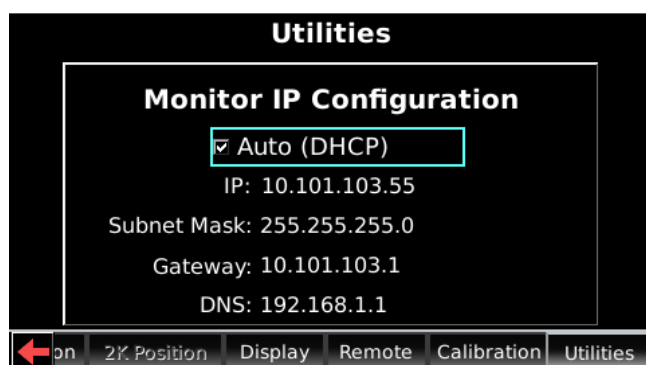 Utilities
Monitor IP Configuration
Auto (DHCP)
IP: 10.101.103.55
Subnet Mask: 255.255.255.0
Gateway: 10.101.103.1
DNS: 192.168.1.1
on 2K Position Display Remote Calibration Utilities